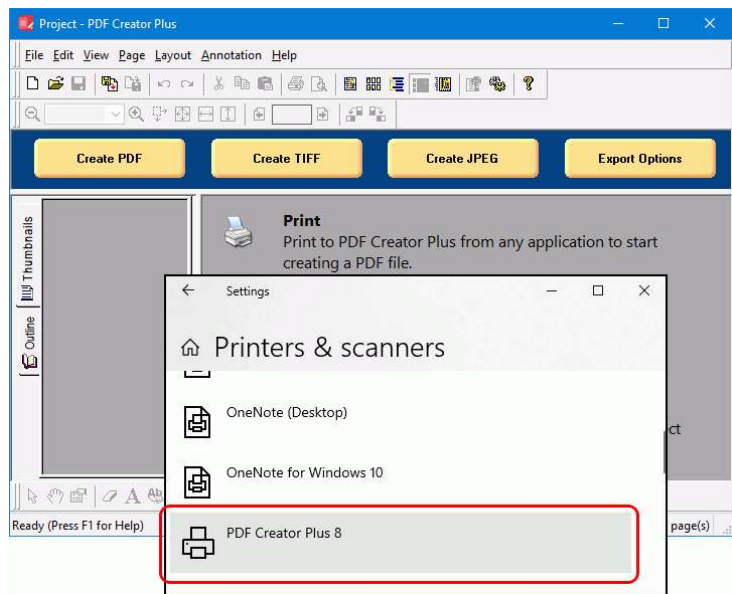 Project - PDF Creator Plus
File Edit View Page Layout Annotation Help
Create PDF Create TIFF Create JPEG Export Options
Thumbnails
Outline
Print
Print to PDF Creator Plus from any application to start
creating a PDF file.
Settings
Printers & scanners
OneNote (Desktop)
OneNote for Windows 10
PDF Creator Plus 8
ct
Ready (Press F1 for Help)
page(s)